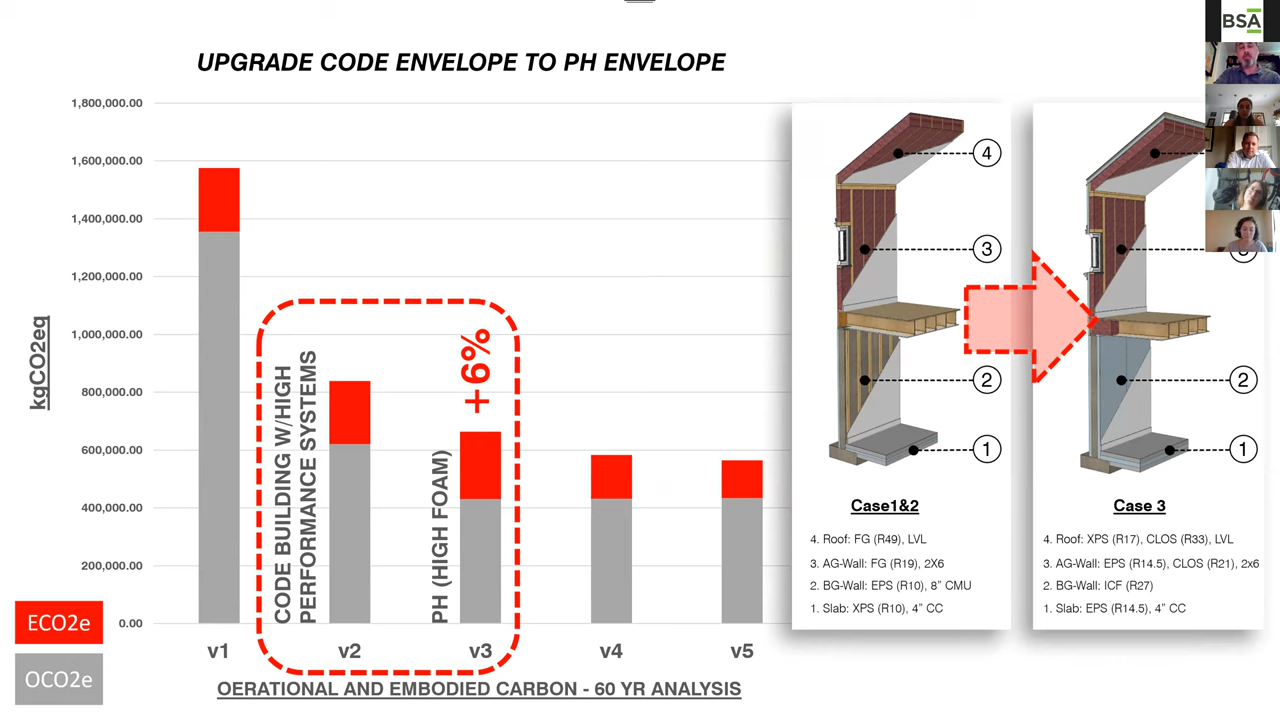 BSA
UPGRADE CODE ENVELOPE TO PH ENVELOPE
1,800,000.00
1,600,000.00
1,400,000.00
1,200,000.00
1,000,000.00
800,000.00
600,000.00
400,000.00
200,000.00
0.00
kgCO2eq
CODE BUILDING W/HIGH
PERFORMANCE SYSTEMS
PH (HIGH FOAM)
+6%
v1
v2
v3
v4
v5
OERATIONAL AND EMBODIED CARBON - 60 YR ANALYSIS
ECO2e
OCO2e
4
3
2
1
Case1&2
4. Roof: FG (R49), LVL
3. AG-Wall: FG (R19), 2X6
2. BG-Wall: EPS (R10), 8” CMU
1. Slab: XPS (R10), 4” CC
2
1
Case 3
4. Roof: XPS (R17), CLOS (R33), LVL
3. AG-Wall: EPS (R14.5), CLOS (R21), 2x6
2. BG-Wall: ICF (R27)
1. Slab: EPS (R14.5), 4” CC